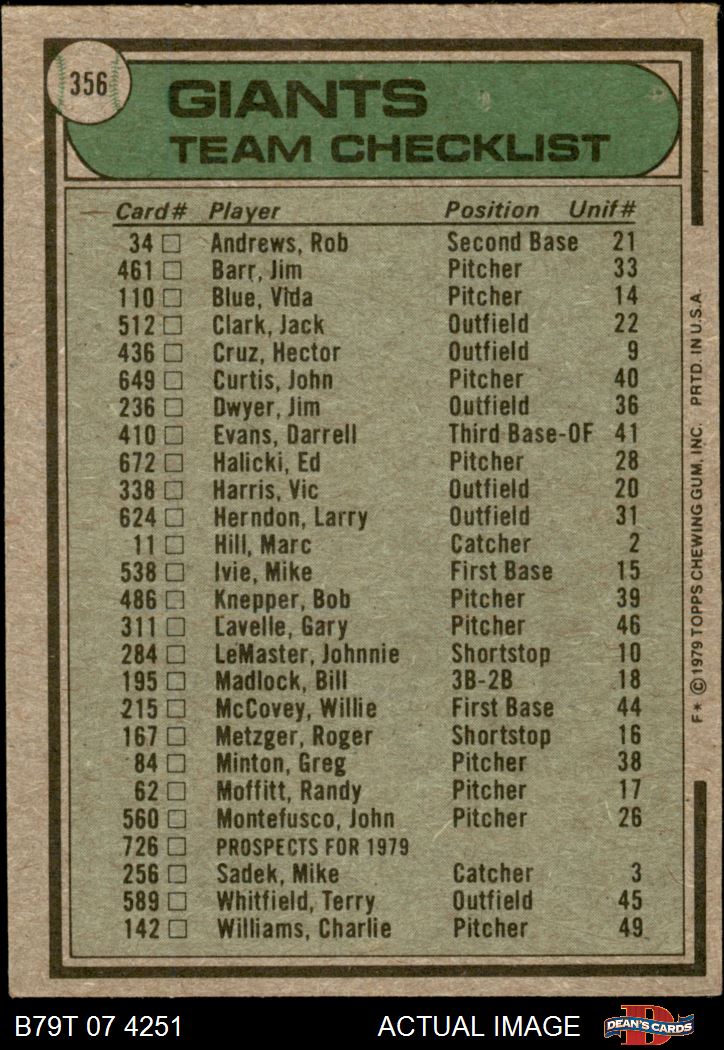 356
GIANTS
TEAM CHECKLIST
Card# Player Position Unif#
34 Andrews, Rob Second Base 21
461 Barr, Jim Pitcher 33
110 Blue, Vida Pitcher 14
512 Clark, Jack Outfield 22
436 Cruz, Hector Outfield 9
649 Curtis, John Pitcher 40
236 Dwyer, Jim Outfield 36
410 Evans, Darrell Third Base-OF 41
672 Halicki, Ed Pitcher 28
338 Harris, Vic Outfield 20
624 Herndon, Larry Outfield 31
11 Hill, Marc Catcher 2
538 Ivie, Mike First Base 15
486 Knepper, Bob Pitcher 39
311 Lavelle, Gary Pitcher 46
284 LeMaster, Johnnie Shortstop 10
195 Madlock, Bill 3B-2B 18
215 McCovey, Willie First Base 44
167 Metzger, Roger Shortstop 16
84 Minton, Greg Pitcher 38
62 Moffitt, Randy Pitcher 17
560 Montefusco, John Pitcher 26
726 PROSPECTS FOR 1979
256 Sadek, Mike Catcher 3
589 Whitfield, Terry Outfield 45
142 Williams, Charlie Pitcher 49
F* © 1979 TOPPS CHEWING GUM, INC. PRTD. IN U.S.A.
B79T 07 4251 ACTUAL IMAGE DEAN'S CARDS